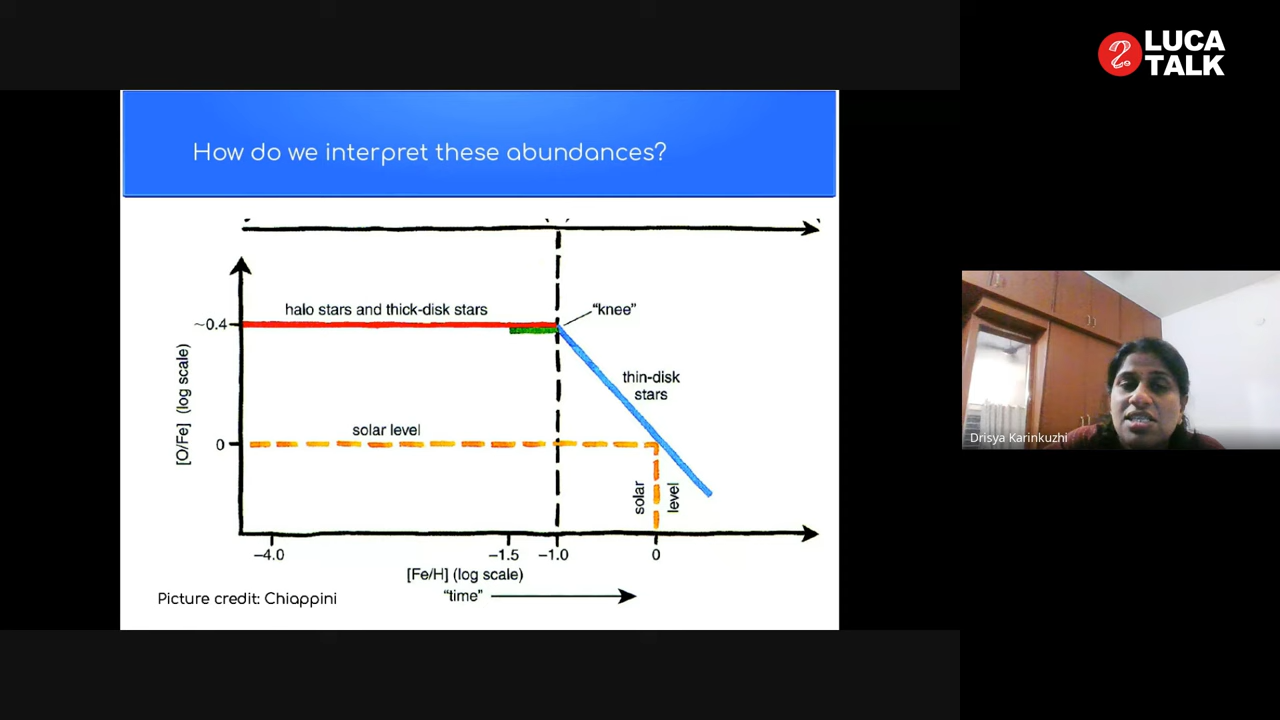 LUCA
TALK
How do we interpret these abundances?
halo stars and thick-disk stars
“knee”
~0.4
thin-disk
stars
[O/Fe] (log scale)
solar level
0
solar
level
−4.0
−1.5
−1.0
0
[Fe/H] (log scale)
Picture credit: Chiappini
“time”
Drisya Karinkuzhi